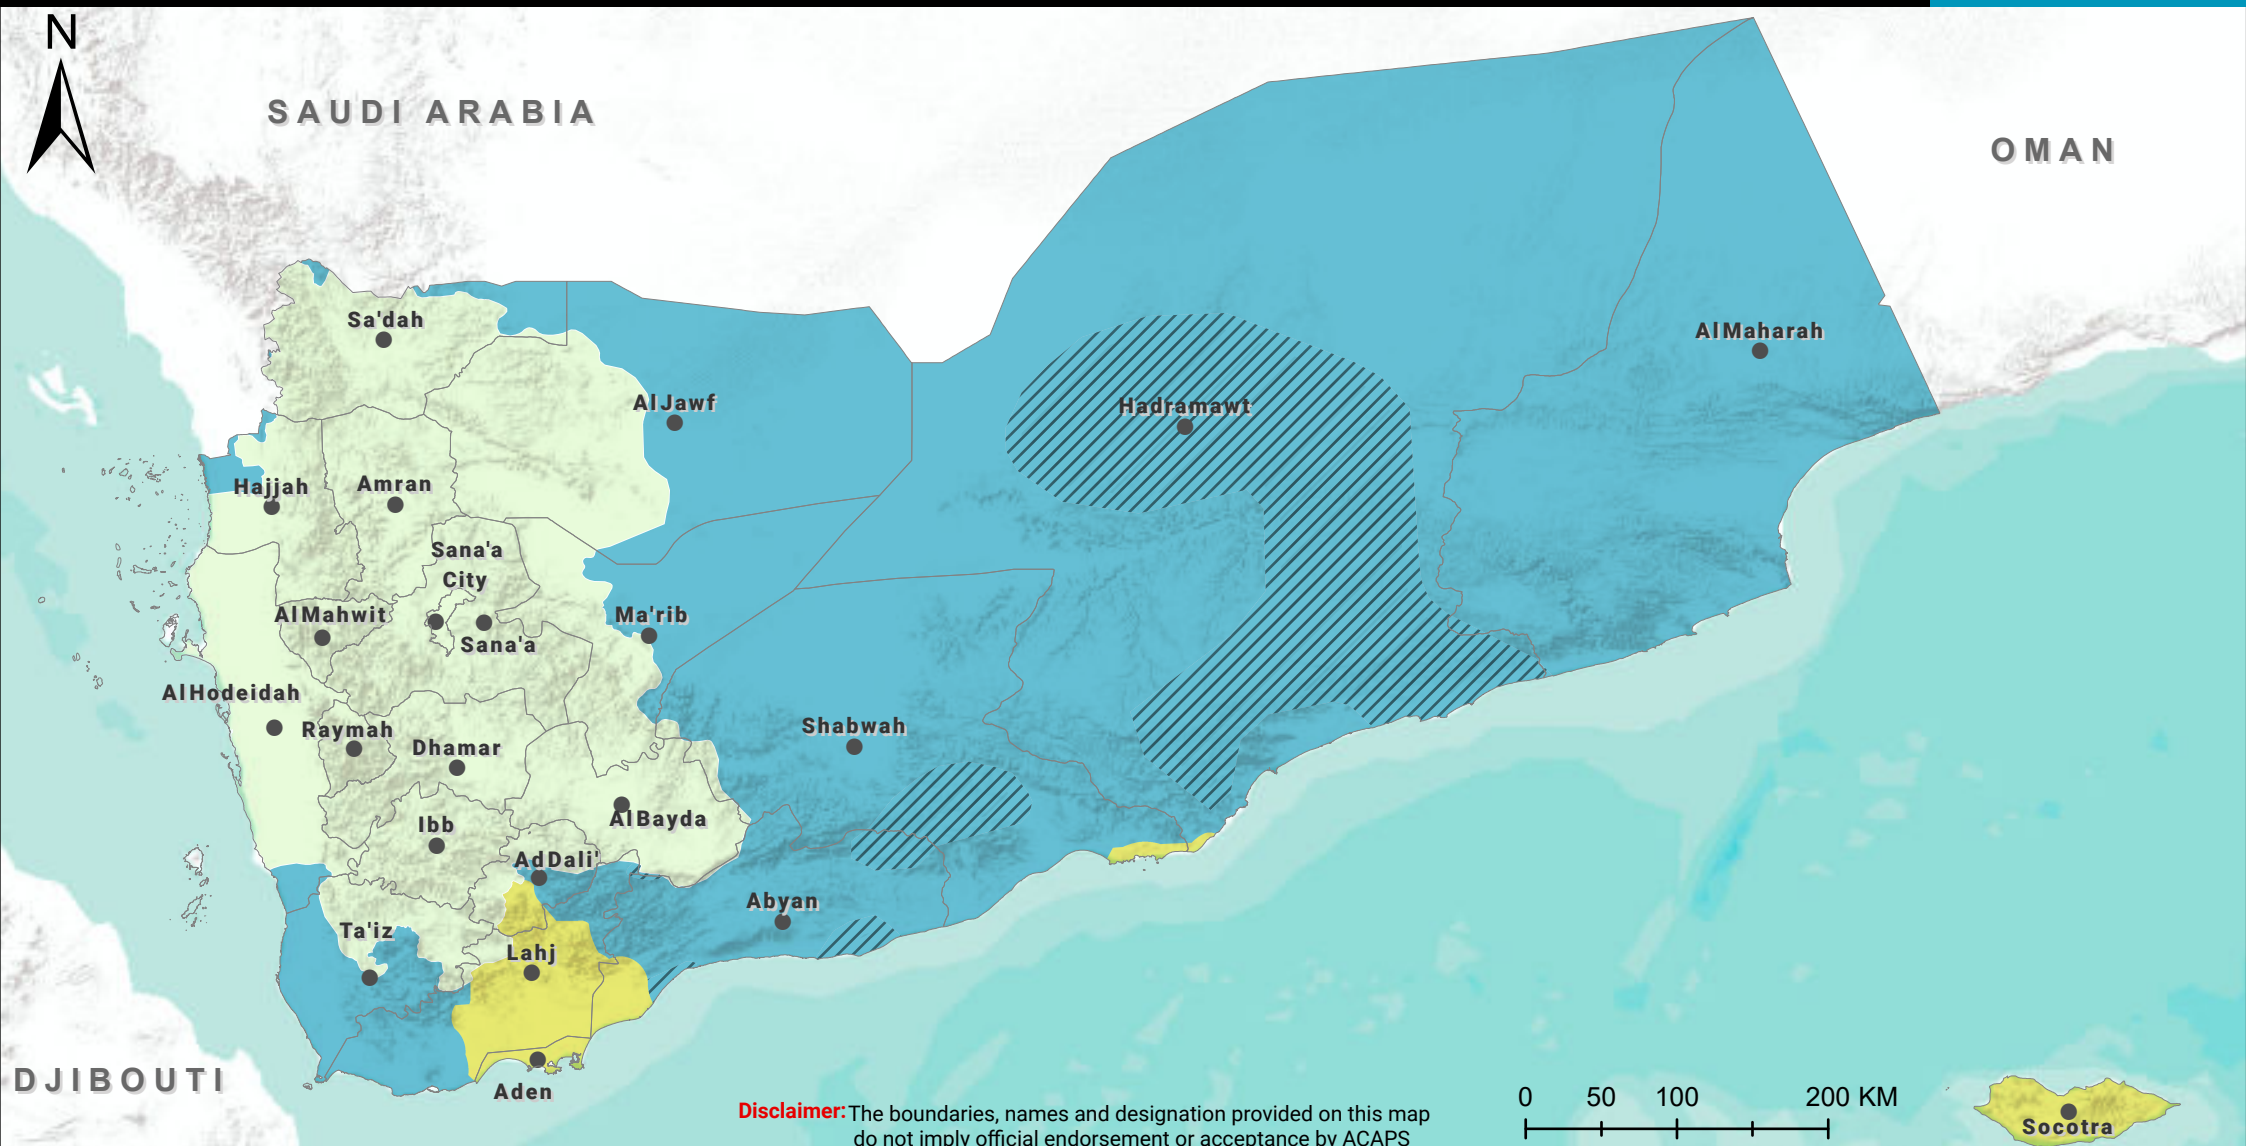 N
SAUDI ARABIA
OMAN
Sa'dah
Al Maharah
Al Jawf
Hadramawt
Hajjah
Amran
Sana'a
City
Al Mahwit
Ma'rib
Sana'a
Al Hodeidah
Raymah
Dhamar
Shabwah
Ibb
Al Bayda
Ad Dali'
Abyan
Ta'iz
Lahj
DJIBOUTI
Aden
0 50 100 200 KM
Disclaimer: The boundaries, names and designation provided on this map
do not imply official endorsement or acceptance by ACAPS
Socotra